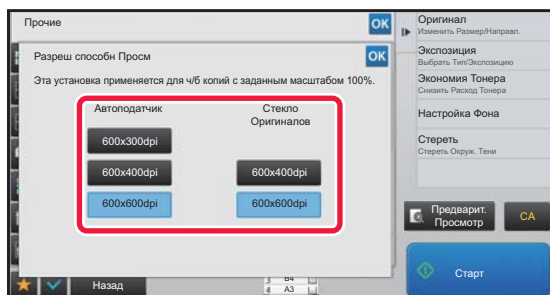 Прочие
OK
Разреш способн Просм
OK
Эта установка применяется для ч/б копий с заданным масштабом 100%.
Автоподатчик
Стекло
Оригиналов
600x300dpi
600x400dpi
600x400dpi
600x600dpi
600x600dpi
Назад
3 B4
4 A3
Оригинал
Изменить Размер/Направл.
Экспозиция
Выбрать Тип/Экспозицию
Экономия Тонера
Снизить Расход Тонера
Настройка Фона
Стереть
Стереть Окруж. Тени
Предварит.
Просмотр
CA
Старт